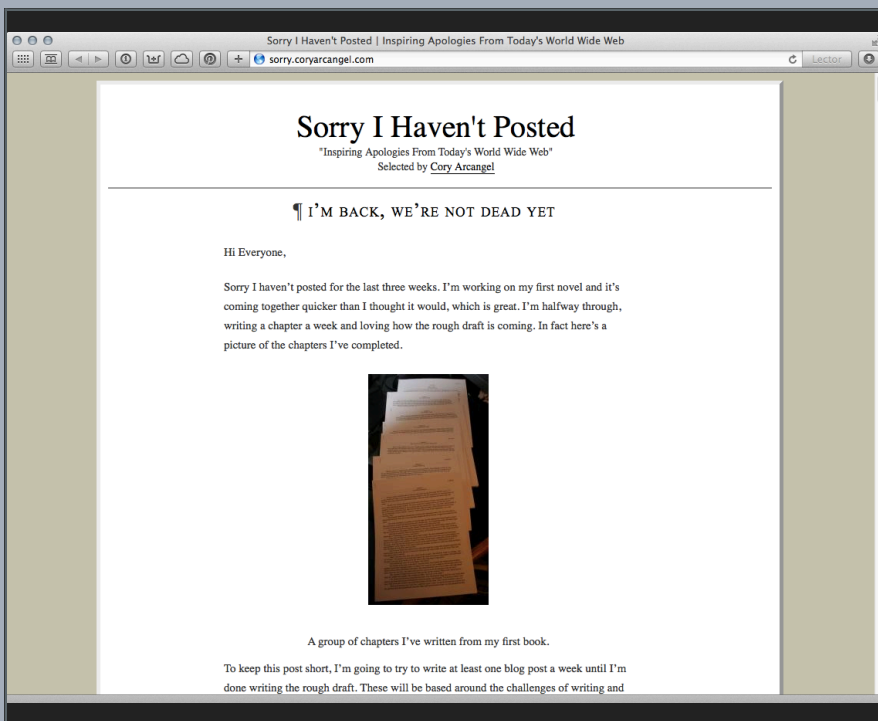 Sorry I Haven't Posted | Inspiring Apologies From Today's World Wide Web
sorry.coryarcangel.com
Lector
Sorry I Haven't Posted
"Inspiring Apologies From Today's World Wide Web"
Selected by Cory Arcangel
¶ I’M BACK, WE’RE NOT DEAD YET
Hi Everyone,
Sorry I haven’t posted for the last three weeks. I’m working on my first novel and it’s
coming together quicker than I thought it would, which is great. I’m halfway through,
writing a chapter a week and loving how the rough draft is coming. In fact here’s a
picture of the chapters I’ve completed.
A group of chapters I’ve written from my first book.
To keep this post short, I’m going to try to write at least one blog post a week until I’m
done writing the rough draft. These will be based around the challenges of writing and